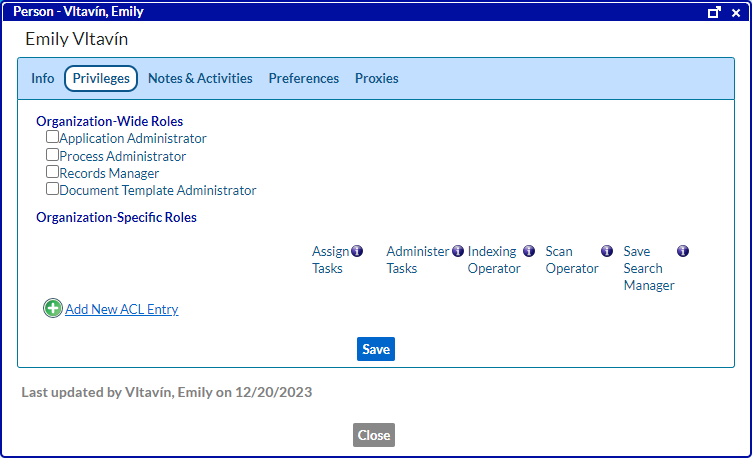 Person - Vltavín, Emily
Emily Vltavín
Info Privileges Notes & Activities Preferences Proxies
Organization-Wide Roles
Application Administrator
Process Administrator
Records Manager
Document Template Administrator
Organization-Specific Roles
Assign Tasks
Administer Tasks
Indexing Operator
Scan Operator
Save Search Manager
Add New ACL Entry
Save
Last updated by Vltavín, Emily on 12/20/2023
Close